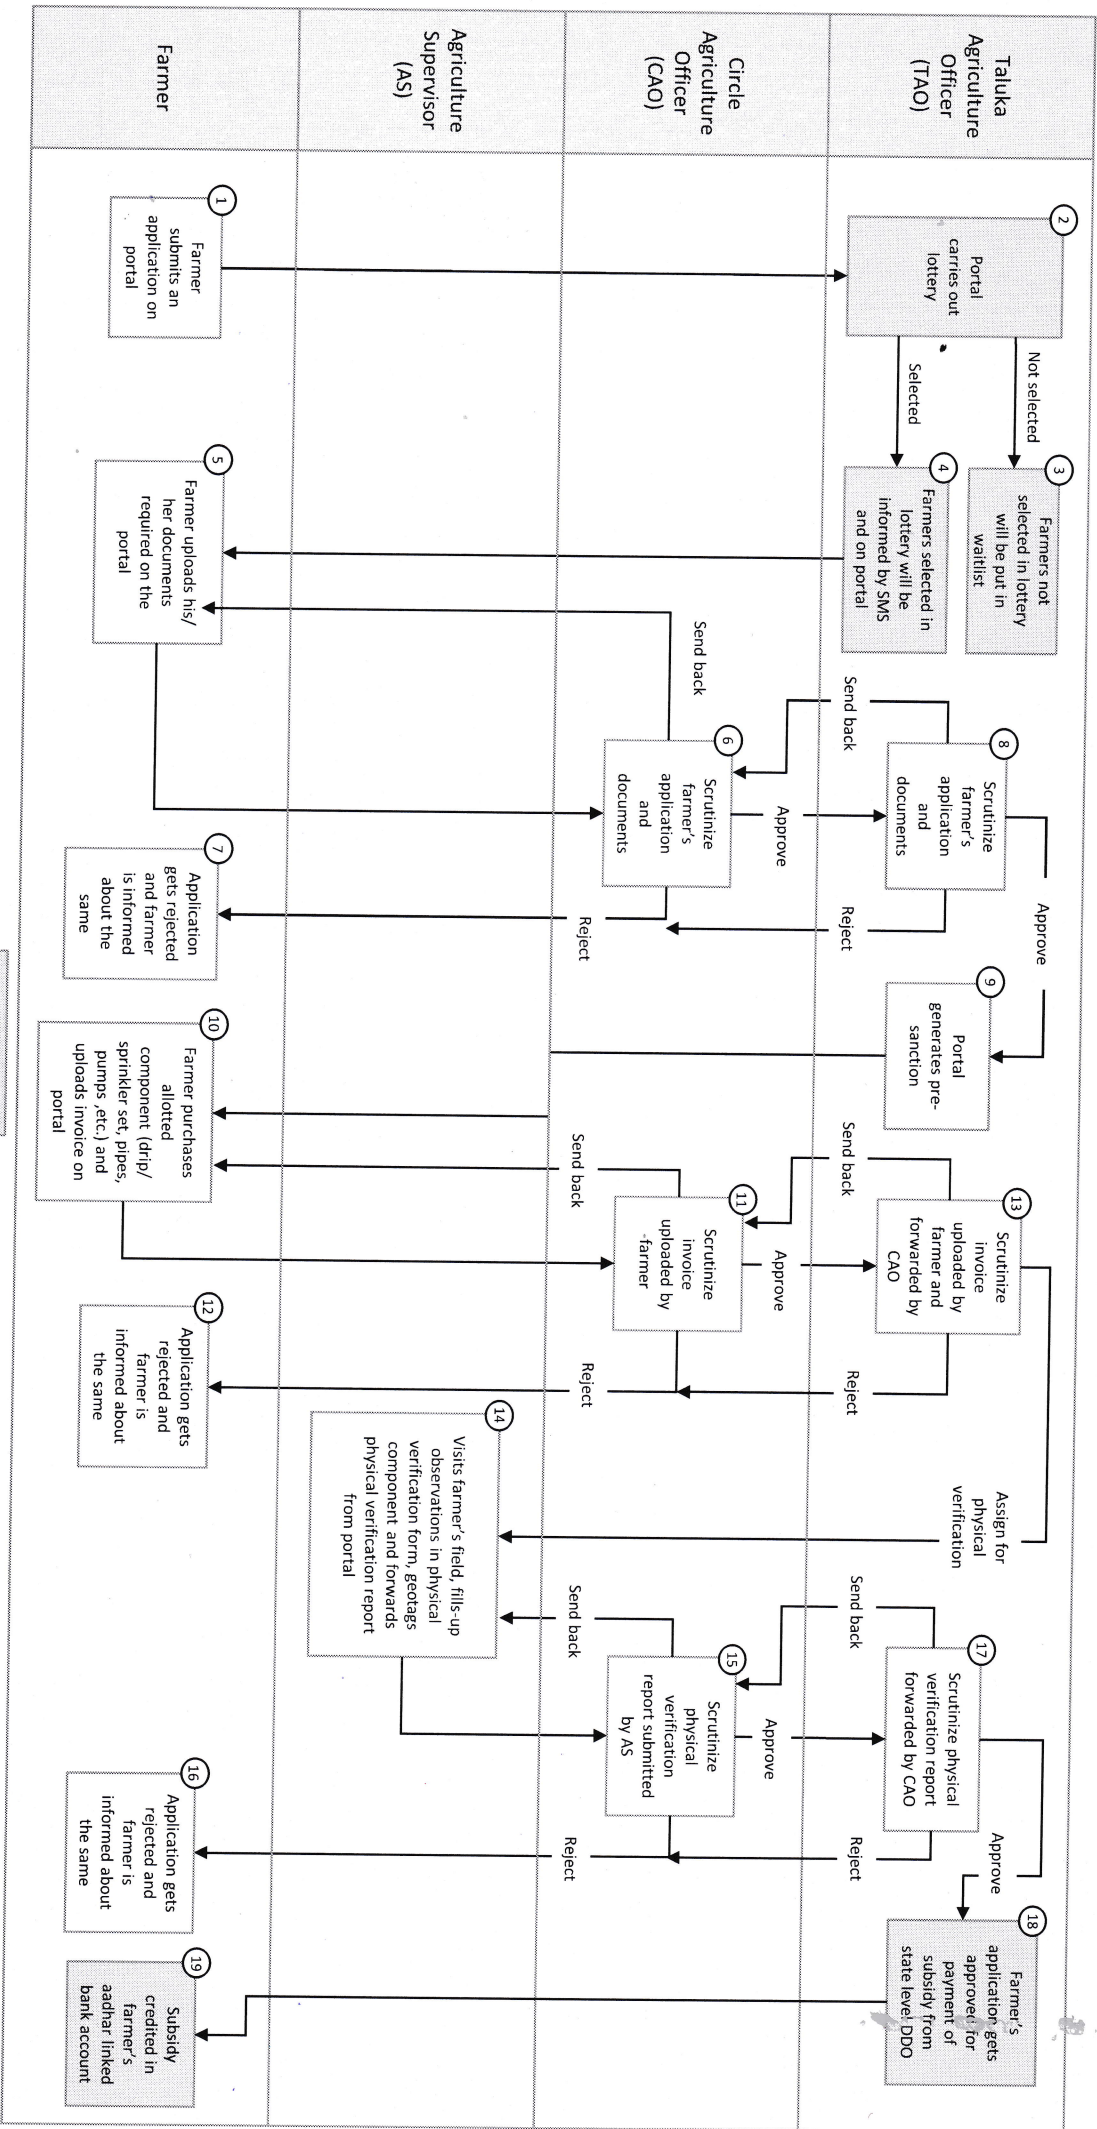 Taluka
Agriculture
Officer
(TAO)
Circle
Agriculture
Officer
(CAO)
Agriculture
Supervisor
(AS)
Farmer
1
Farmer
submits an
application on
portal
2
Portal
carries out
lottery
Not selected
Selected
3
Farmers not
selected in lottery
will be put in
waitlist
4
Farmers selected in
lottery will be
informed by SMS
and on portal
5
Farmer uploads his/
her documents
required on the
portal
Send back
6
Scrutinize
farmer's
application
and
documents
Approve
Reject
7
Application
gets rejected
and farmer
is informed
about the
same
Send back
8
Scrutinize
farmer's
application
and
documents
Reject
Approve
9
Portal
generates pre-
sanction
10
Farmer purchases
allotted
component (drip/
sprinkler set, pipes,
pumps ,etc.) and
uploads invoice on
portal
Send back
11
Scrutinize
invoice
uploaded by
-farmer
Approve
Reject
12
Application gets
rejected and
farmer is
informed about
the same
Send back
13
Scrutinize
invoice
uploaded by
farmer and
forwarded by
CAO
Reject
Assign for
physical
verification
14
Visits farmer's field, fills-up
observations in physical
verification form, geotags
component and forwards
physical verification report
from portal
Send back
15
Scrutinize
physical
verification
report submitted
by AS
Approve
Reject
16
Application gets
rejected and
farmer is
informed about
the same
Send back
17
Scrutinize physical
verification report
forwarded by CAO
Reject
Approve
18
Farmer's
application gets
approved for
payment of
subsidy from
state level DDO
19
Subsidy
credited in
farmer's
aadhar linked
bank account